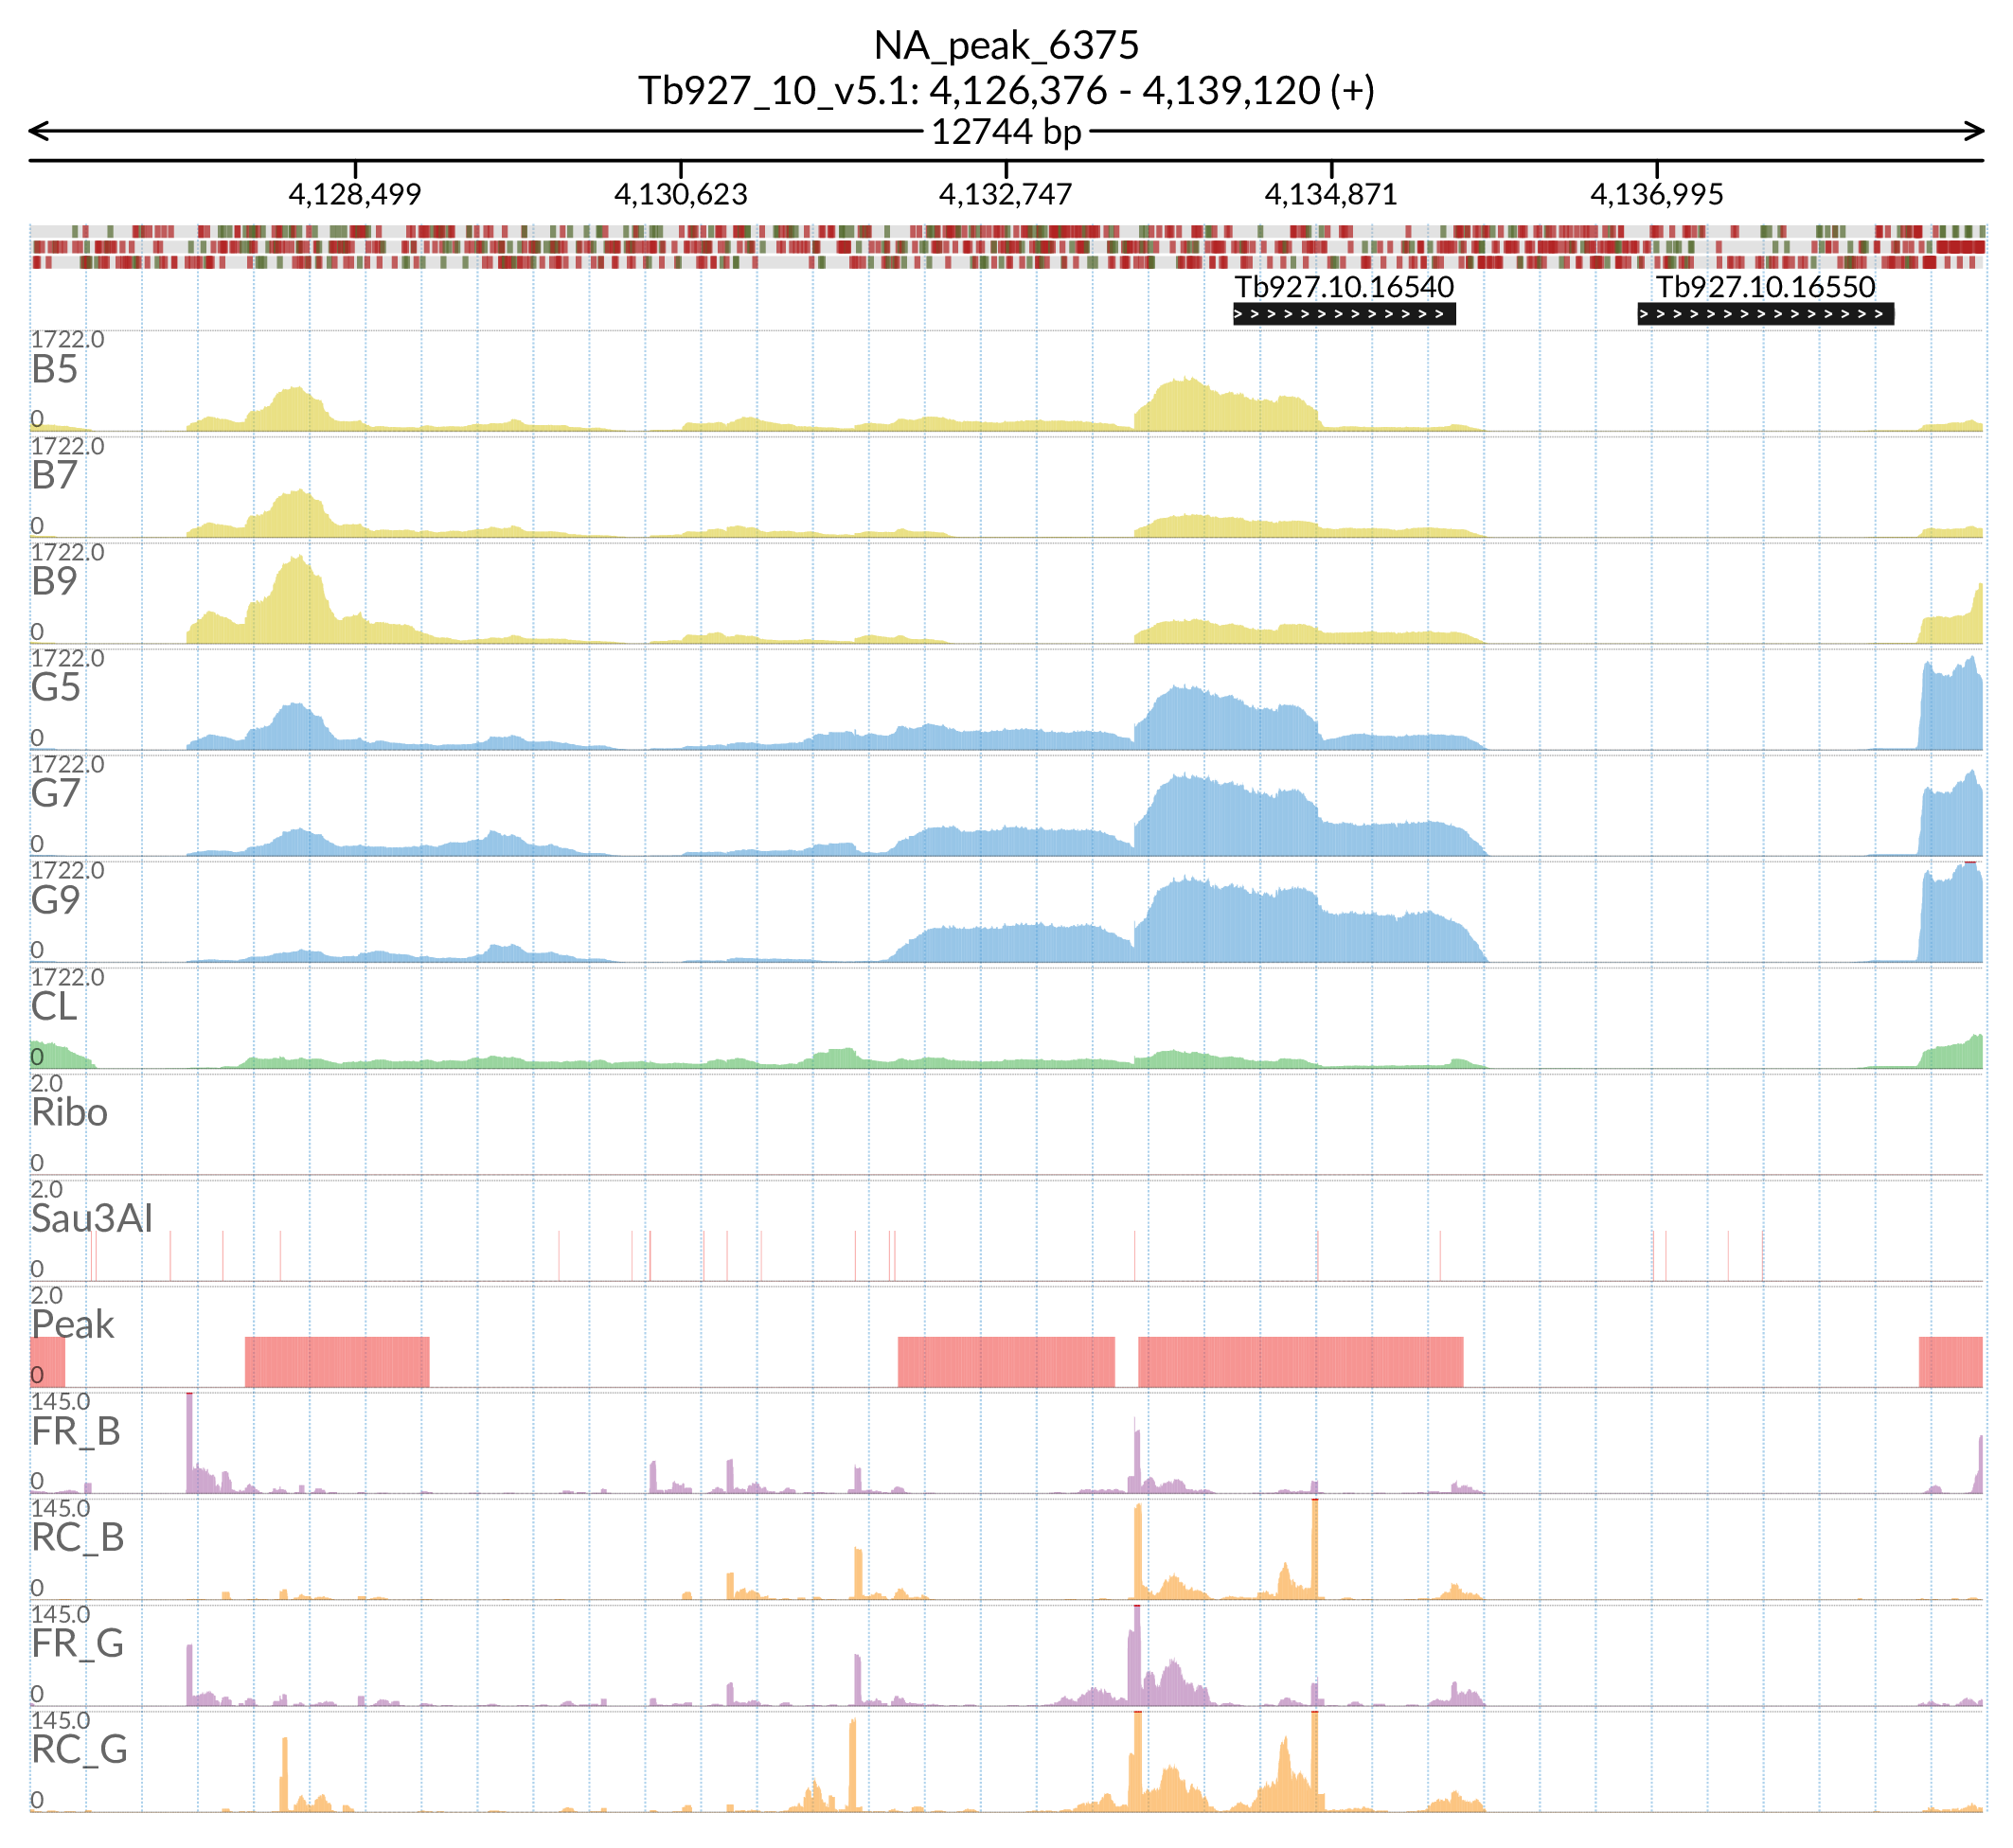 NA_peak_6375
Tb927_10_v5.1: 4,126,376 - 4,139,120 (+)
12744 bp
4,128,499 4,130,623 4,132,747 4,134,871 4,136,995
Tb927.10.16540 Tb927.10.16550
1722.0
B5
0
1722.0
B7
0
1722.0
B9
0
1722.0
G5
0
1722.0
G7
0
1722.0
G9
0
1722.0
CL
0
2.0
Ribo
0
2.0
Sau3AI
0
2.0
Peak
0
145.0
FR_B
0
145.0
RC_B
0
145.0
FR_G
0
145.0
RC_G
0